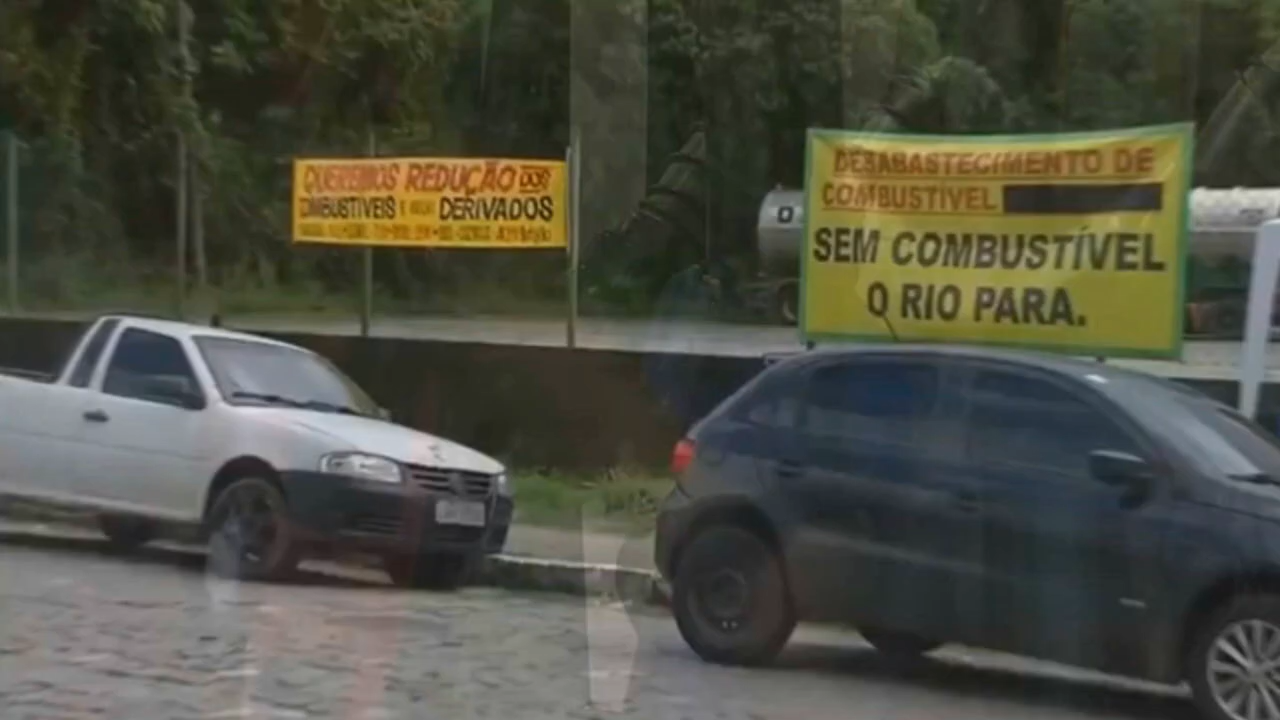 QUEREMOS REDUÇÃO DOS
COMBUSTÍVEIS E DERIVADOS
DESABASTECIMENTO DE
COMBUSTÍVEL
SEM COMBUSTÍVEL
O RIO PARA.